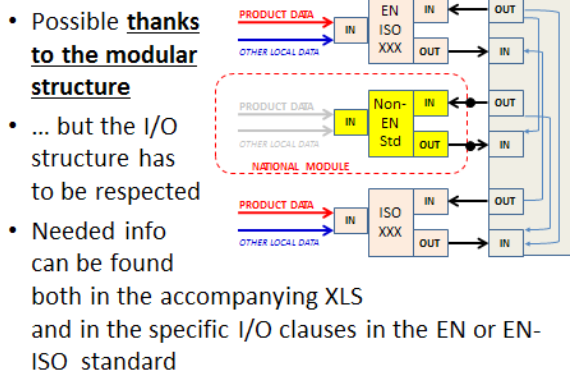 • Possible thanks
to the modular
structure
• ... but the I/O
structure has
to be respected
• Needed info
can be found
both in the accompanying XLS
and in the specific I/O clauses in the EN or EN-
ISO standard
PRODUCT DATA
OTHER LOCAL DATA
IN
EN
ISO
XXX
IN
OUT
OUT
IN
PRODUCT DATA
OTHER LOCAL DATA
NATIONAL MODULE
IN
Non-
EN
Std
IN
OUT
OUT
IN
PRODUCT DATA
OTHER LOCAL DATA
IN
ISO
XXX
IN
OUT
OUT
IN